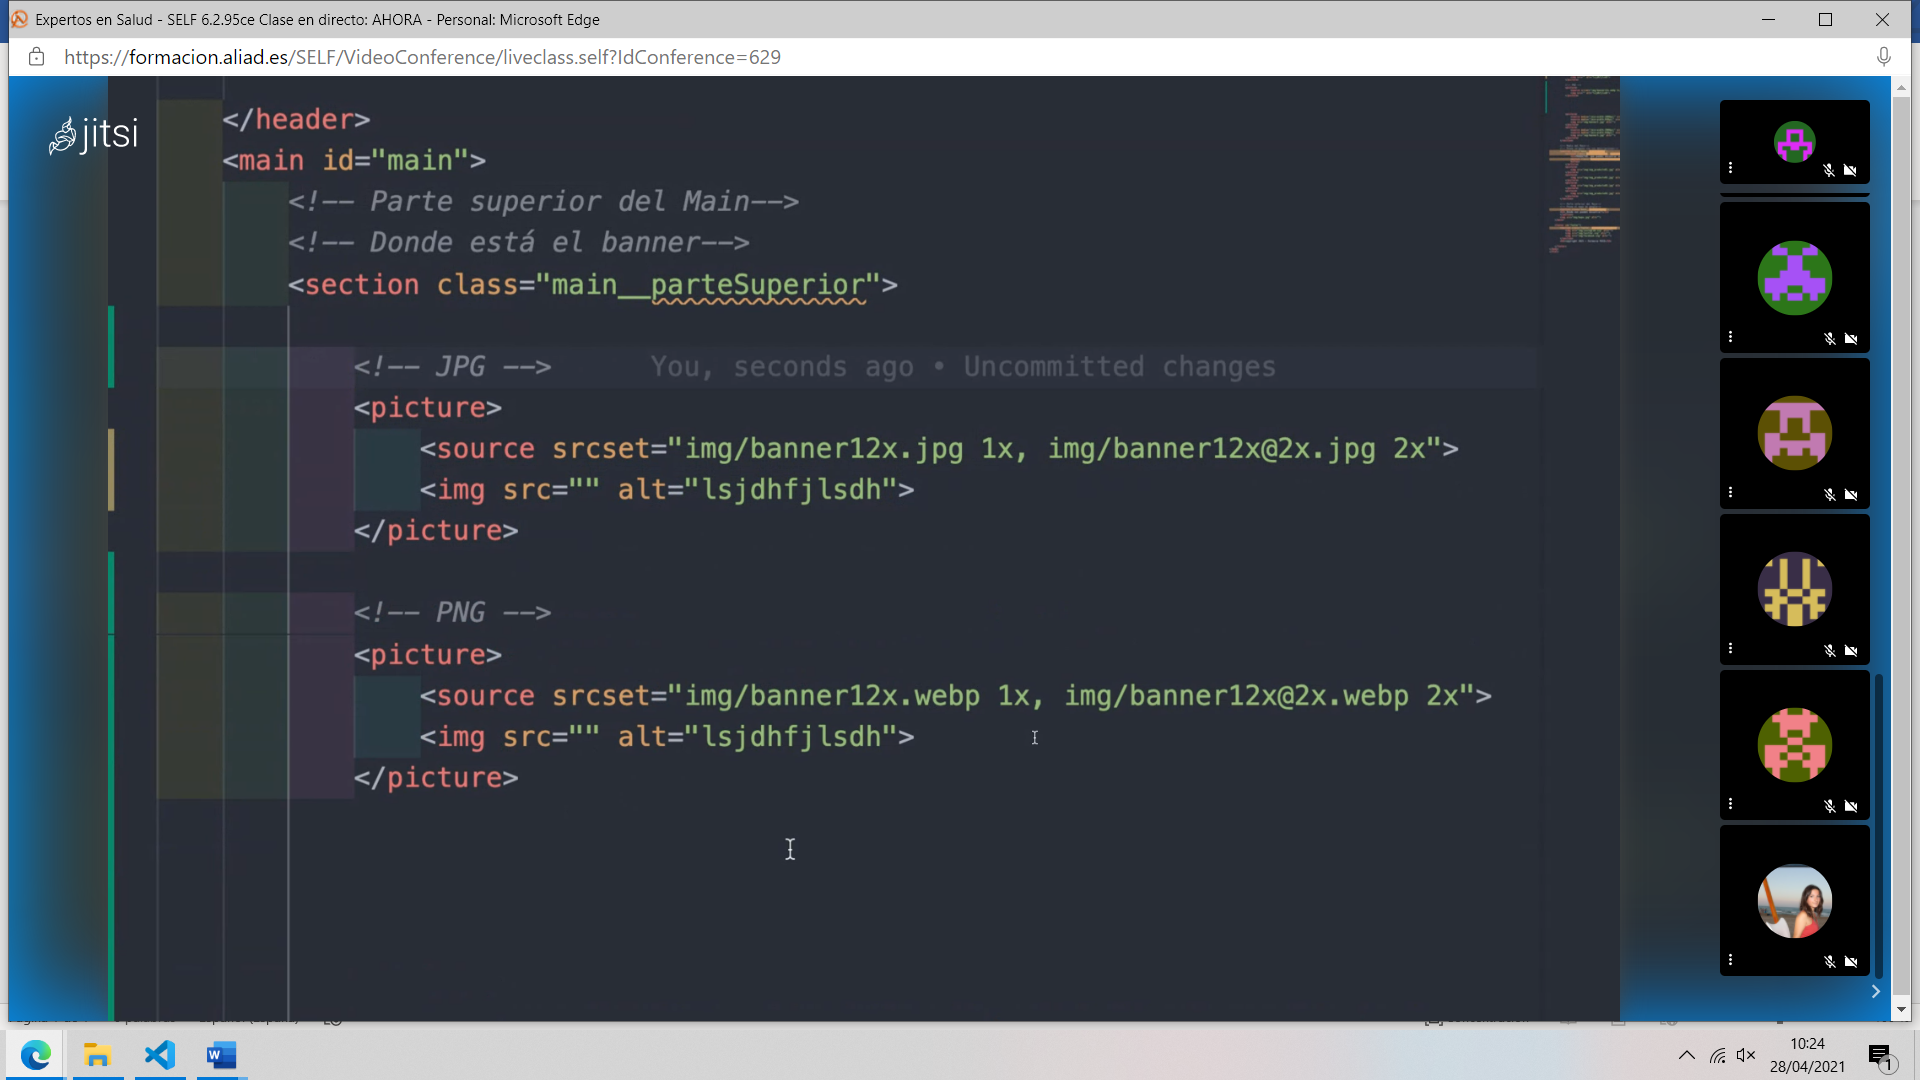 Expertos en Salud - SELF 6.2.95ce Clase en directo: AHORA - Personal: Microsoft Edge
https://formacion.aliad.es/SELF/VideoConference/liveclass.self?IdConference=629
jitsi
</header>
<main id="main">
<!-- Parte superior del Main-->
<!-- Donde está el banner-->
<section class="main__parteSuperior">
<!-- JPG --> You, seconds ago • Uncommitted changes
<picture>
<source srcset="img/banner12x.jpg 1x, img/banner12x@2x.jpg 2x">
<img src="" alt="lsjdhfjlsdh">
</picture>
<!-- PNG -->
<picture>
<source srcset="img/banner12x.webp 1x, img/banner12x@2x.webp 2x">
<img src="" alt="lsjdhfjlsdh">
</picture>
10:24
28/04/2021
1